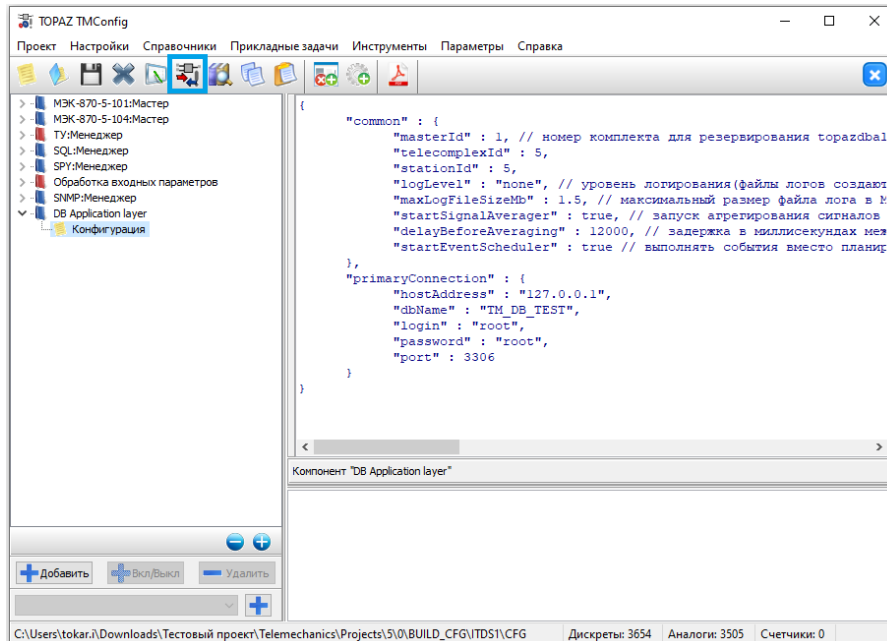 TOPAZ TMConfig
Проект Настройки Справочники Прикладные задачи Инструменты Параметры Справка
МЭК-870-5-101:Мастер
МЭК-870-5-104:Мастер
ТУ:Менеджер
SQL:Менеджер
SPY:Менеджер
Обработка входных параметров
SNMP:Менеджер
DB Application layer
Конфигурация
{
"common" : {
"masterId" : 1, // номер комплекта для резервирования topazdbal
"telecomplexId" : 5,
"stationId" : 5,
"logLevel" : "none", // уровень логирования(файлы логов создают
"maxLogFileSizeMb" : 1.5, // максимальный размер файла лога в М
"startSignalAverager" : true, // запуск агрегирования сигналов
"delayBeforeAveraging" : 12000, // задержка в миллисекундах меж
"startEventScheduler" : true // выполнять события вместо планир
},
"primaryConnection" : {
"hostAddress" : "127.0.0.1",
"dbName" : "TM_DB_TEST",
"login" : "root",
"password" : "root",
"port" : 3306
}
}
Компонент "DB Application layer"
Добавить Вкл/Выкл Удалить
C:\Users\tokar.i\Downloads\Тестовый проект\Telemechanics\Projects\5\0\BUILD_CFG\ITDS1\CFG Дискреты: 3654 Аналоги: 3505 Счетчики: 0